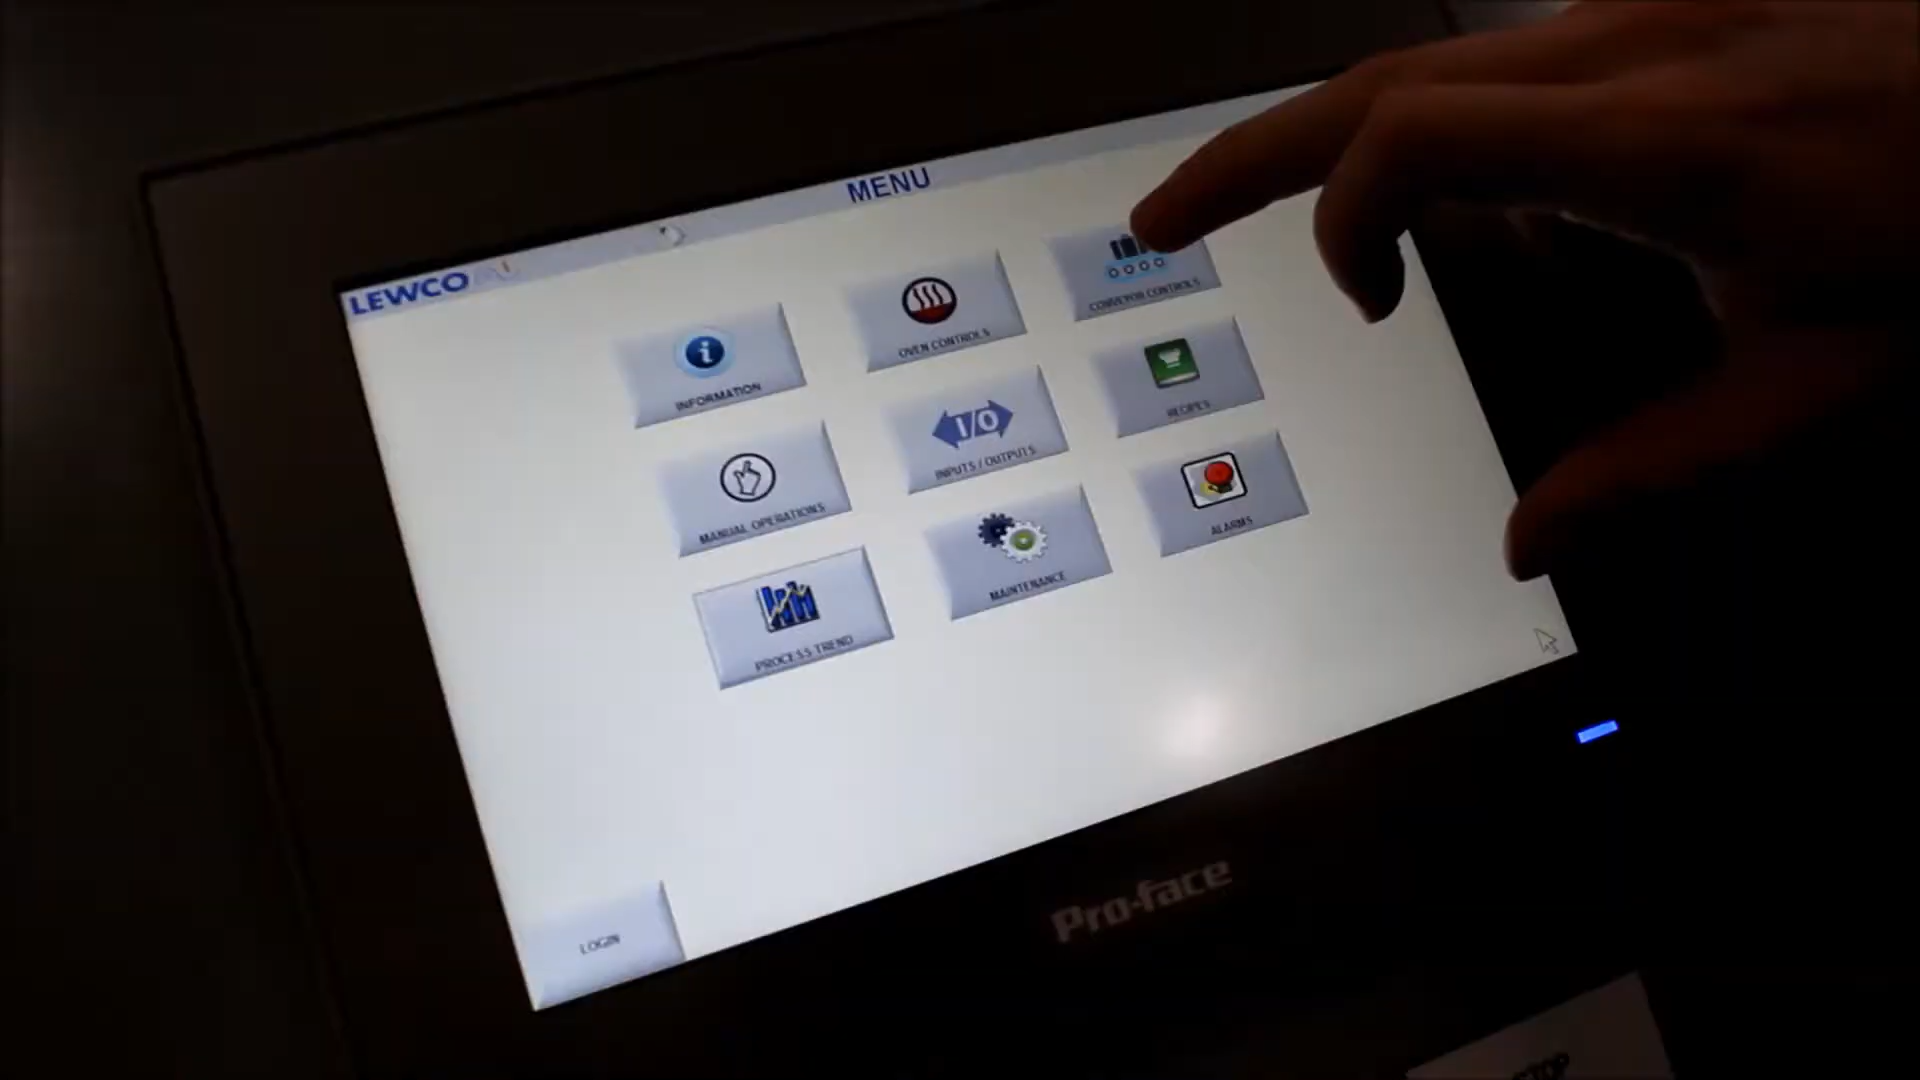 MENU
LEWCO
INFORMATION
OVEN CONTROLS
CONVEYOR CONTROLS
MANUAL OPERATIONS
I/O
INPUTS / OUTPUTS
RECIPES
PROCESS TREND
MAINTENANCE
ALARMS
LOGIN
Pro-face
STOP